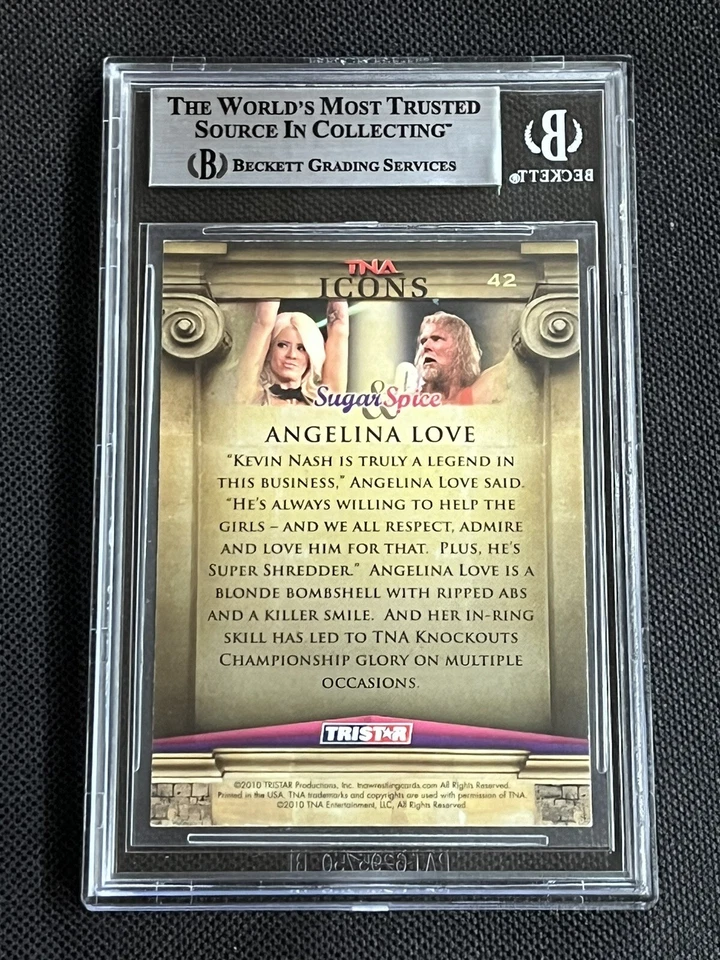 THE WORLD'S MOST TRUSTED
SOURCE IN COLLECTING™
B BECKETT GRADING SERVICES
B
BECKETT®
TNA
ICONS
42
Sugar & Spice
ANGELINA LOVE
"KEVIN NASH IS TRULY A LEGEND IN
THIS BUSINESS," ANGELINA LOVE SAID.
"HE'S ALWAYS WILLING TO HELP THE
GIRLS – AND WE ALL RESPECT, ADMIRE
AND LOVE HIM FOR THAT. PLUS, HE'S
SUPER SHREDDER." ANGELINA LOVE IS A
BLONDE BOMBSHELL WITH RIPPED ABS
AND A KILLER SMILE. AND HER IN-RING
SKILL HAS LED TO TNA KNOCKOUTS
CHAMPIONSHIP GLORY ON MULTIPLE
OCCASIONS.
TRISTAR
©2010 TRISTAR Productions, Inc. tnawrestlingcards.com All Rights Reserved.
Printed in the USA. TNA trademarks and copyrights are used with permission of TNA.
©2010 TNA Entertainment, LLC, All Rights Reserved.